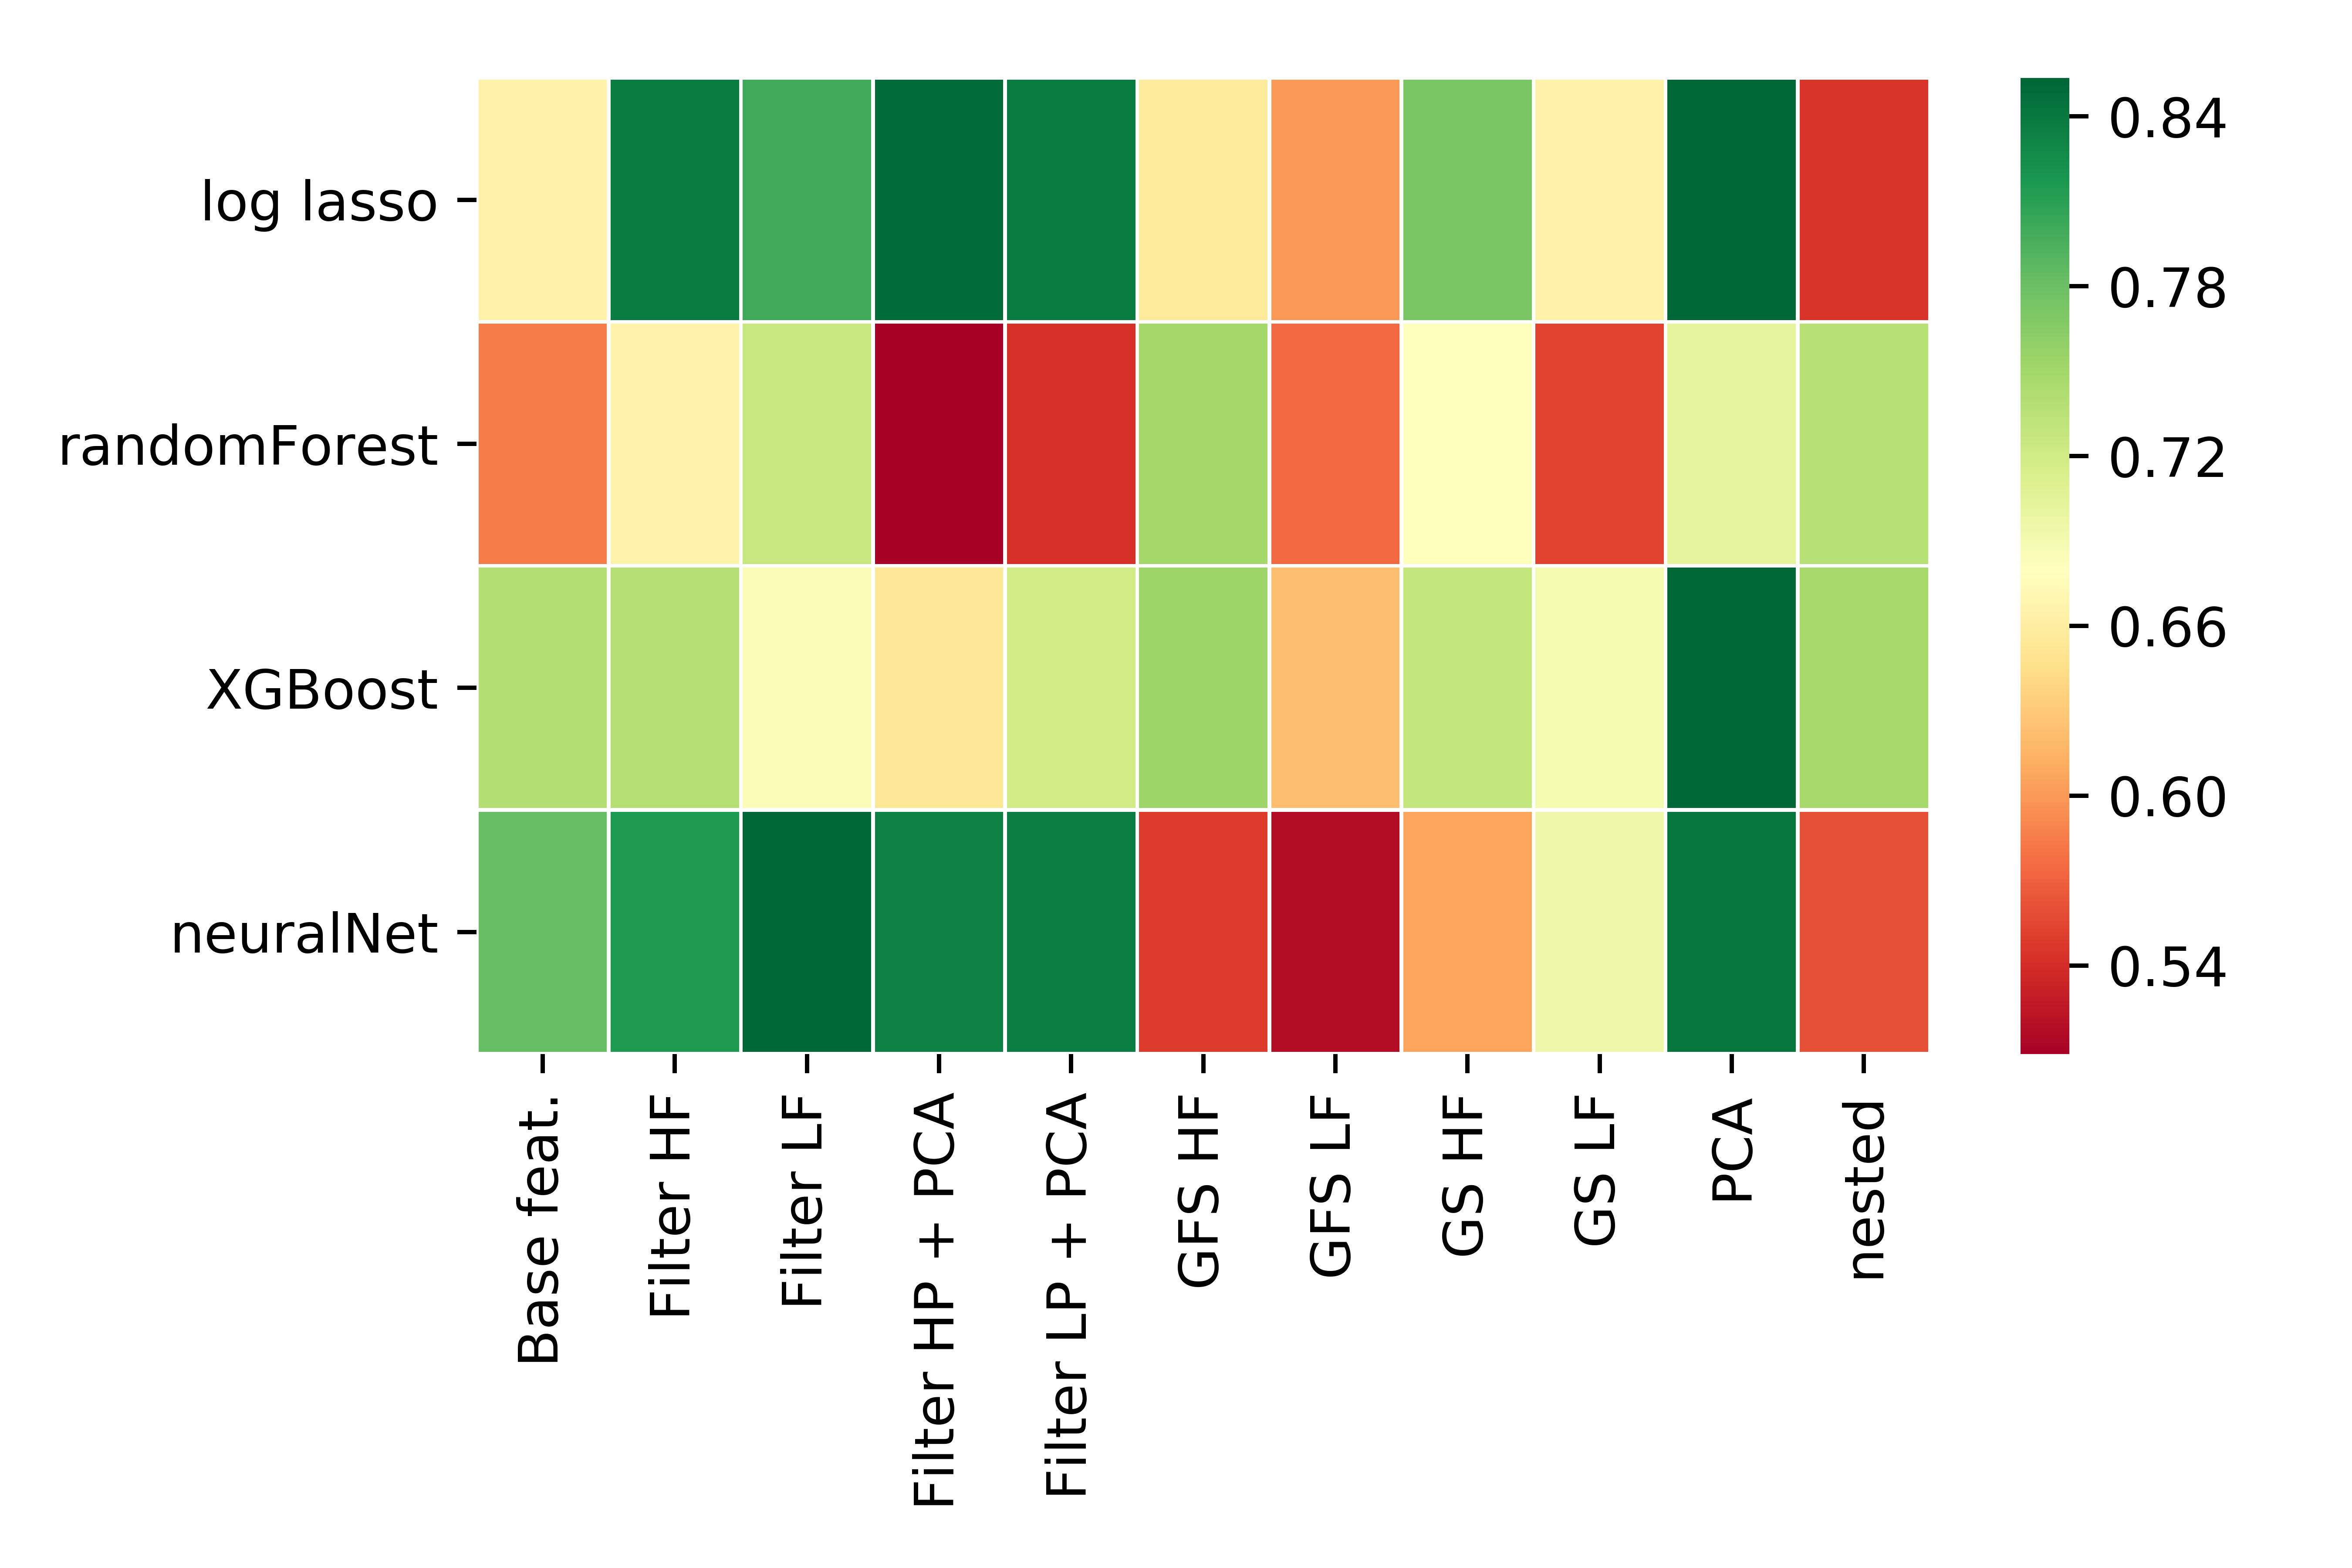 log lasso
randomForest
XGBoost
neuralNet
Base feat.
Filter HF
Filter LF
Filter HP + PCA
Filter LP + PCA
GFS HF
GFS LF
GS HF
GS LF
PCA
nested
0.84
0.78
0.72
0.66
0.60
0.54